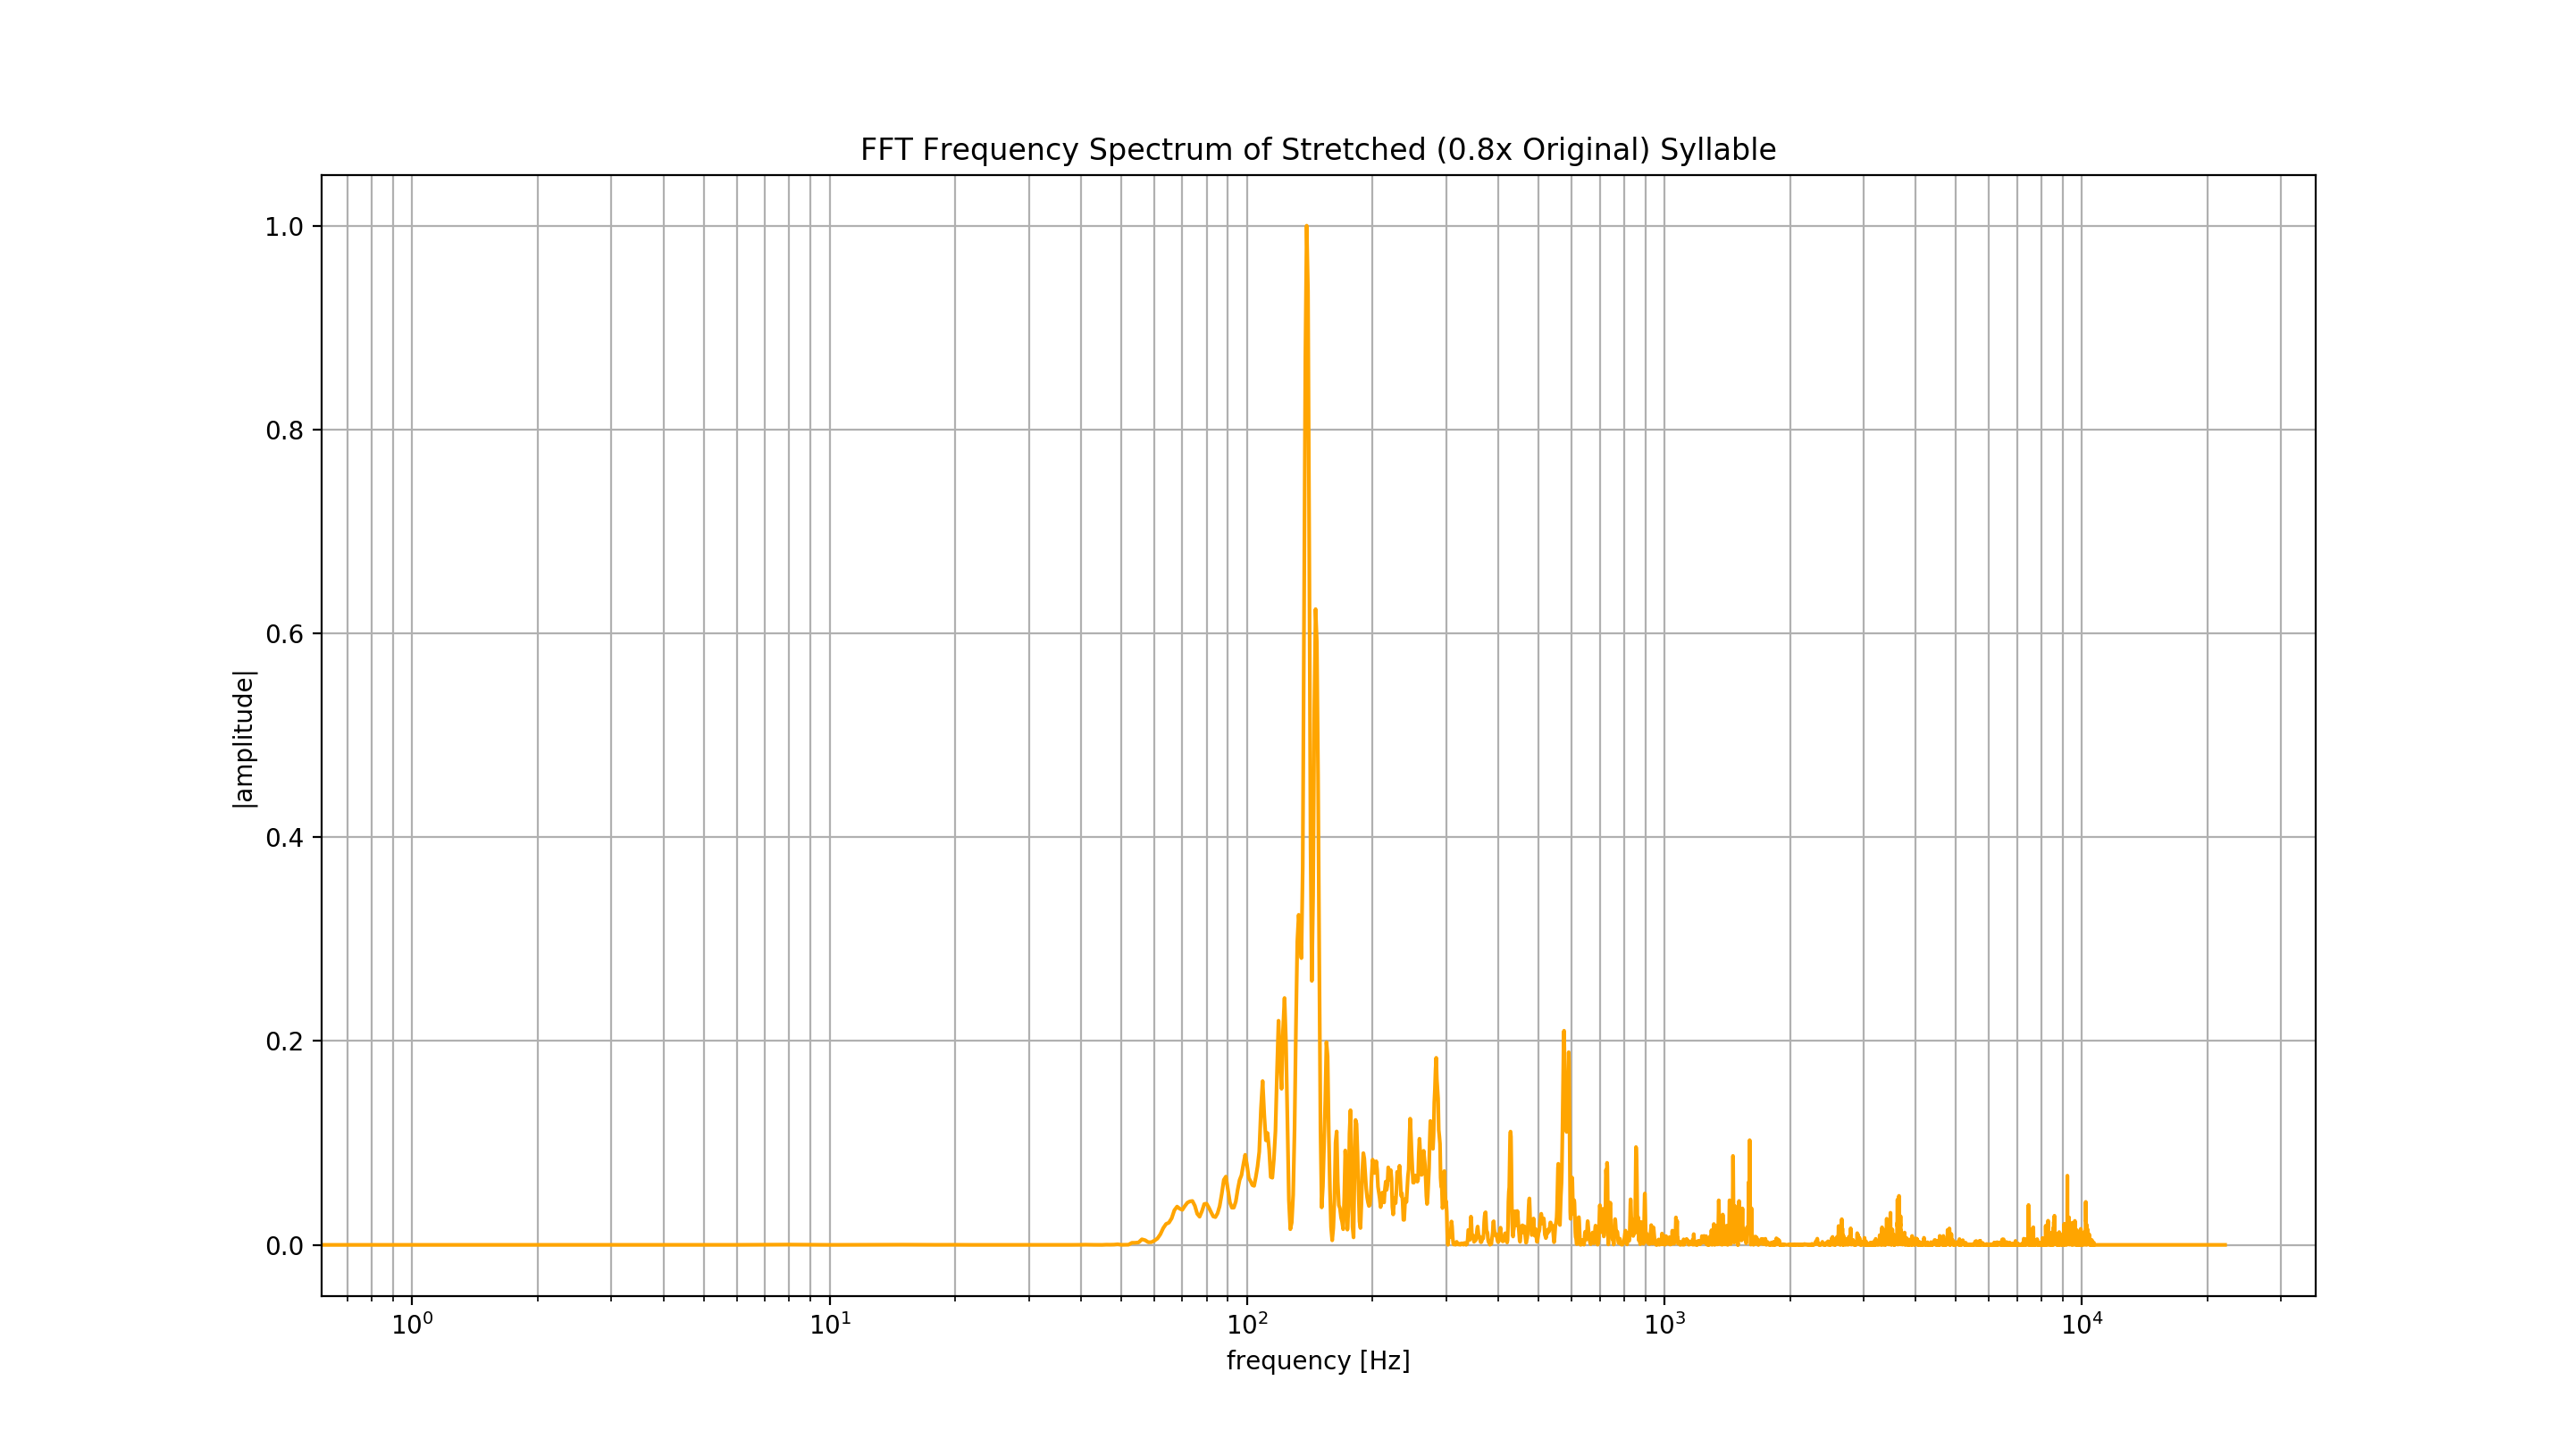 FFT Frequency Spectrum of Stretched (0.8x Original) Syllable
1.0
0.8
0.6
0.4
0.2
0.0
|amplitude|
10⁰ 10¹ 10² 10³ 10⁴
frequency [Hz]